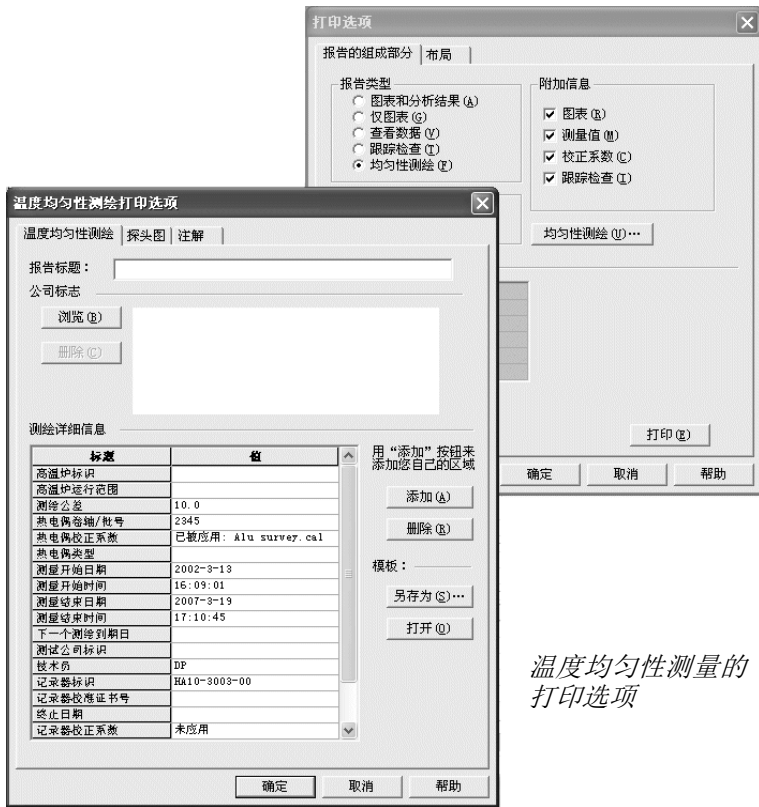 打印选项
报告的组成部分 布局
报告类型
图表和分析结果(A)
仅图表(G)
查看数据(V)
跟踪检查(T)
均匀性测绘(F)
附加信息
图表(R)
测量值(M)
校正系数(C)
跟踪检查(I)
均匀性测绘(U)…
打印(E)
确定 取消 帮助
温度均匀性测绘打印选项
温度均匀性测绘 探头图 注解
报告标题:
公司标志
浏览(B)
删除(C)
测绘详细信息
标题 值
高温炉标识
高温炉运行范围
测绘公差 10.0
热电偶卷轴/批号 2345
热电偶校正系数 已被应用: Alu survey.cal
热电偶类型
测量开始日期 2002-3-13
测量开始时间 16:09:01
测量结束日期 2007-3-19
测量结束时间 17:10:45
下一个测绘到期日
测试公司标识
技术员 DP
记录器标识 HA10-3003-00
记录器校准证书号
终止日期
记录器校正系数 未应用
用“添加”按钮来
添加您自己的区域
添加(A)
删除(R)
模板:
另存为(S)…
打开(O)
确定 取消 帮助
温度均匀性测量的
打印选项